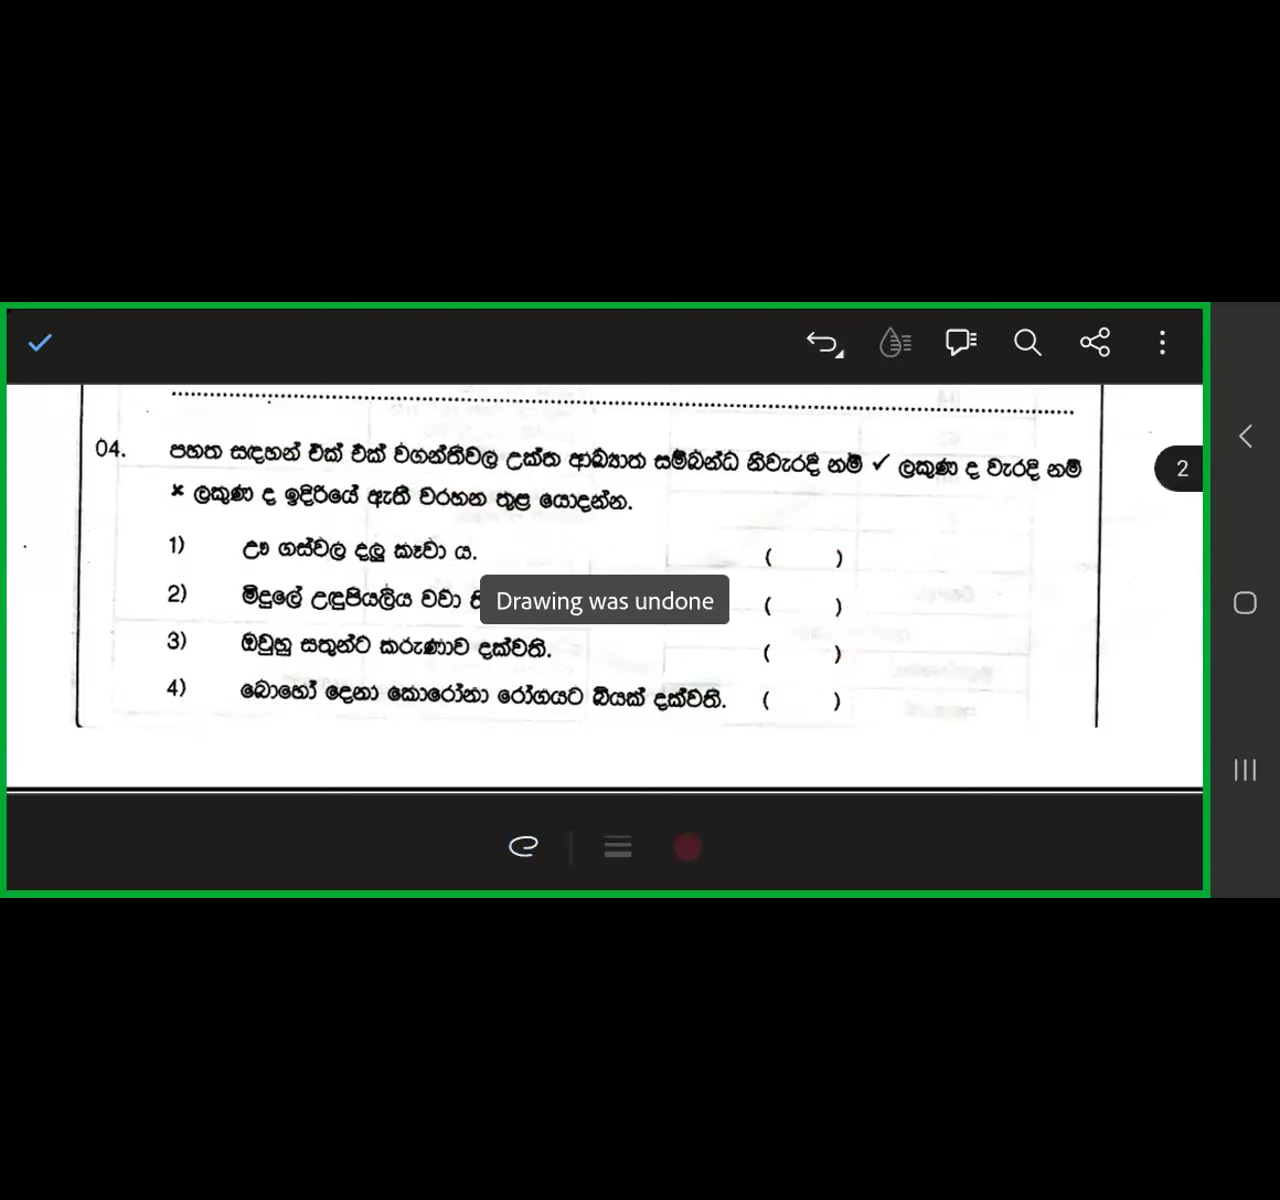 2
04. පහත සඳහන් එක් එක් වගන්තිවල උක්ත ආඛ්‍යාත සම්බන්ධ නිවැරදි නම් ✓ ලකුණ ද වැරදි නම්
× ලකුණ ද ඉදිරියේ ඇති වරහන තුළ යොදන්න.
1) ඌ ගස්වල දලු කෑවා ය. ( )
2) මිදුලේ උඳුපියලිය වවා ( )
Drawing was undone
3) ඔවුහු සතුන්ට කරුණාව දක්වති. ( )
4) බොහෝ දෙනා කොරෝනා රෝගයට බියක් දක්වති. ( )